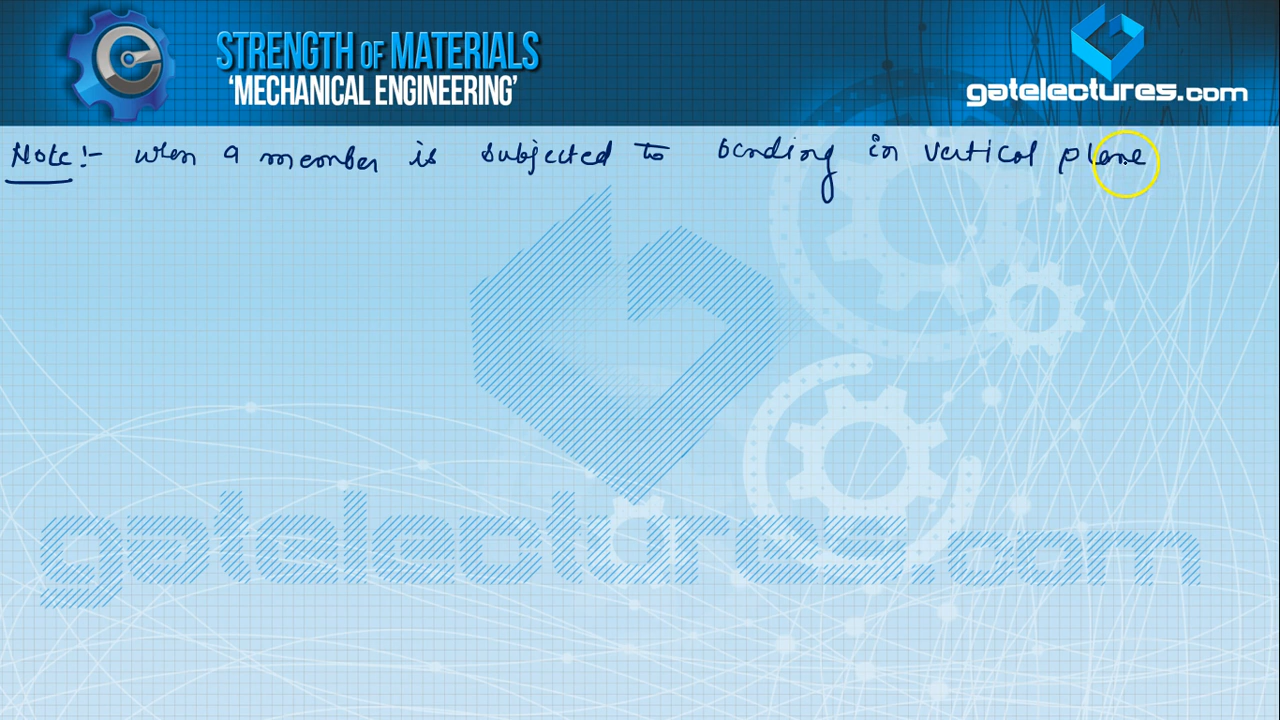 STRENGTH OF MATERIALS
'MECHANICAL ENGINEERING'
gatelectures.com
Note:- when a member is subjected to bending in vertical plane
gatelectures.com